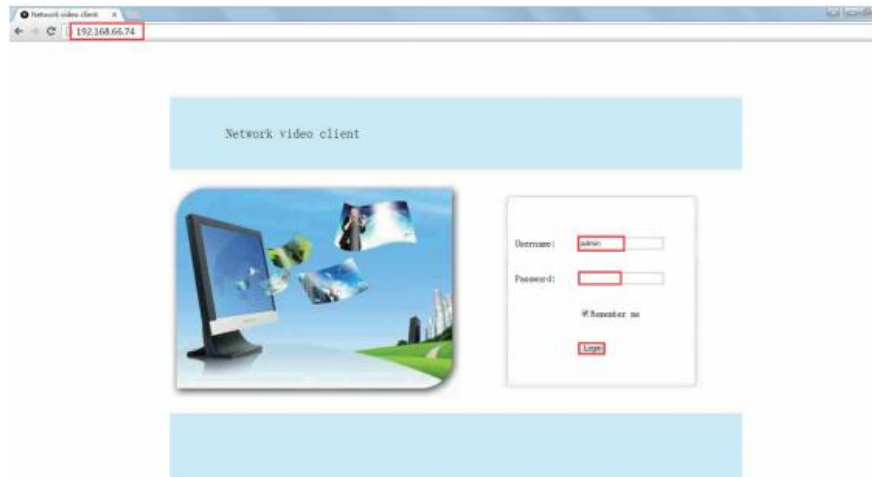 Network video client
192.168.66.74
Network video client
Username: admin
Password:
Remember me
Login